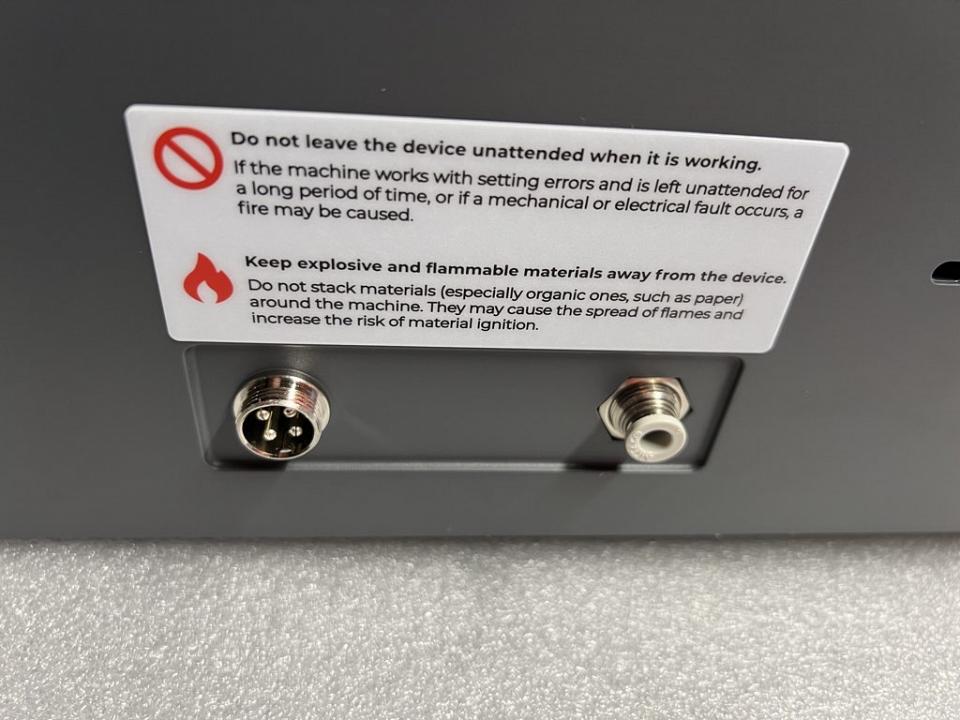 Do not leave the device unattended when it is working.
If the machine works with setting errors and is left unattended for
a long period of time, or if a mechanical or electrical fault occurs, a
fire may be caused.
Keep explosive and flammable materials away from the device.
Do not stack materials (especially organic ones, such as paper)
around the machine. They may cause the spread of flames and
increase the risk of material ignition.